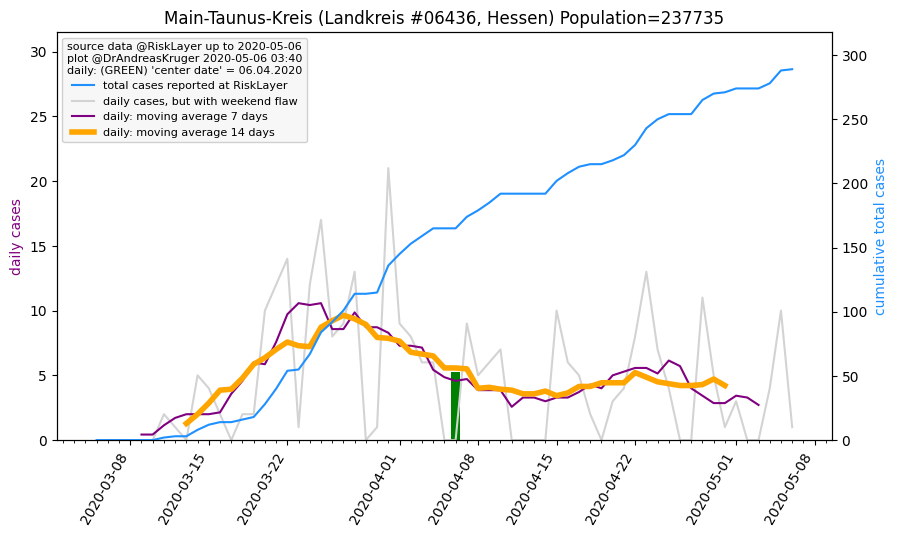 Main-Taunus-Kreis (Landkreis #06436, Hessen) Population=237735
source data @RiskLayer up to 2020-05-06
plot @DrAndreasKruger 2020-05-06 03:40
daily: (GREEN) 'center date' = 06.04.2020
total cases reported at RiskLayer
daily cases, but with weekend flaw
daily: moving average 7 days
daily: moving average 14 days
daily cases
30
25
20
15
10
5
0
cumulative total cases
300
250
200
150
100
50
0
2020-03-08
2020-03-15
2020-03-22
2020-04-01
2020-04-08
2020-04-15
2020-04-22
2020-05-01
2020-05-08